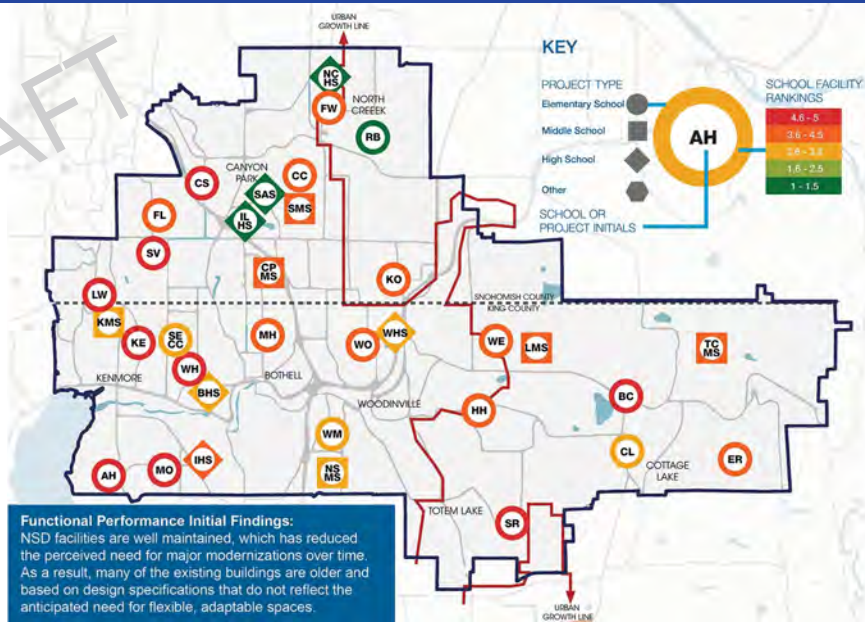 DRAFT
URBAN
GROWTH LINE
KEY
PROJECT TYPE
Elementary School
Middle School
High School
Other
AH
SCHOOL OR
PROJECT INITIALS
SCHOOL FACILITY
RANKINGS
4.6 - 5
3.6 - 4.5
1.6 - 2.5
1 - 1.5
NC
HS
FW
NORTH
CREEEK
RB
CANYON
PARK
CS
CC
SAS
SMS
FL
IL
HS
SV
CP
MS
KO
LW
SNOHOMISH COUNTY
KING COUNTY
KMS
KE
SE
CC
MH
WO
WHS
WE
LMS
TC
MS
WH
KENMORE
BOTHELL
BHS
WOODINVILLE
HH
BC
WM
CL
COTTAGE
LAKE
ER
AH
MO
IHS
NS
MS
TOTEM LAKE
SR
URBAN
GROWTH LINE
Functional Performance Initial Findings:
NSD facilities are well maintained, which has reduced
the perceived need for major modernizations over time.
As a result, many of the existing buildings are older and
based on design specifications that do not reflect the
anticipated need for flexible, adaptable spaces.